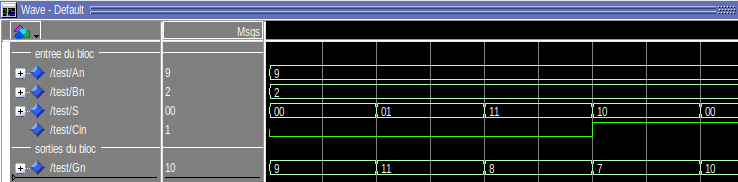 Wave - Default
Msgs
entree du bloc
/test/An 9 9
/test/Bn 2 2
/test/S 00 00 01 11 10 00
/test/Cin 1
sorties du bloc
/test/Gn 10 9 11 8 7 10